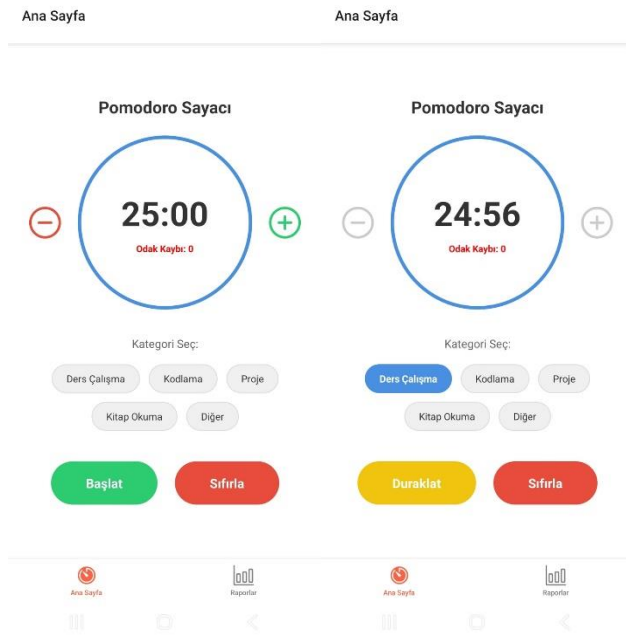 Ana Sayfa
Pomodoro Sayacı
25:00
Odak Kaybı: 0
Kategori Seç:
Ders Çalışma Kodlama Proje
Kitap Okuma Diğer
Başlat Sıfırla
Ana Sayfa Raporlar
Ana Sayfa
Pomodoro Sayacı
24:56
Odak Kaybı: 0
Kategori Seç:
Ders Çalışma Kodlama Proje
Kitap Okuma Diğer
Duraklat Sıfırla
Ana Sayfa Raporlar